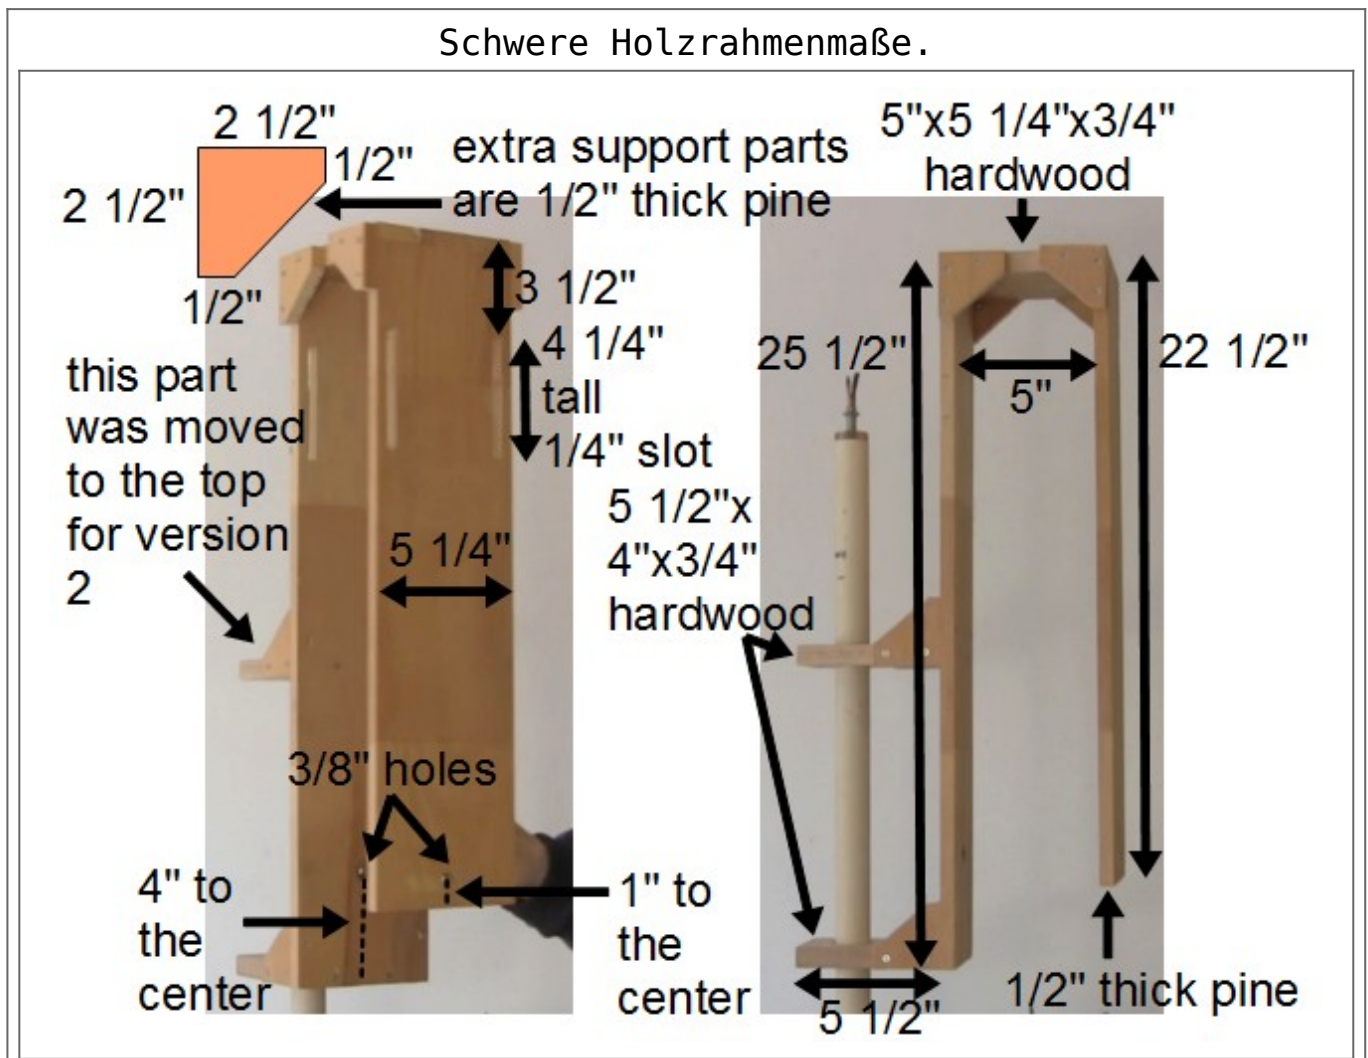 Schwere Holzrahmenmaße.
2 1/2"
1/2"
2 1/2"
1/2"
extra support parts
are 1/2" thick pine
5"x5 1/4"x3/4"
hardwood
3 1/2"
4 1/4"
tall
1/4" slot
this part
was moved
to the top
for version
2
5 1/4"
25 1/2"
5"
22 1/2"
5 1/2"x
4"x3/4"
hardwood
3/8" holes
4" to
the
center
1" to
the
center
5 1/2"
1/2" thick pine